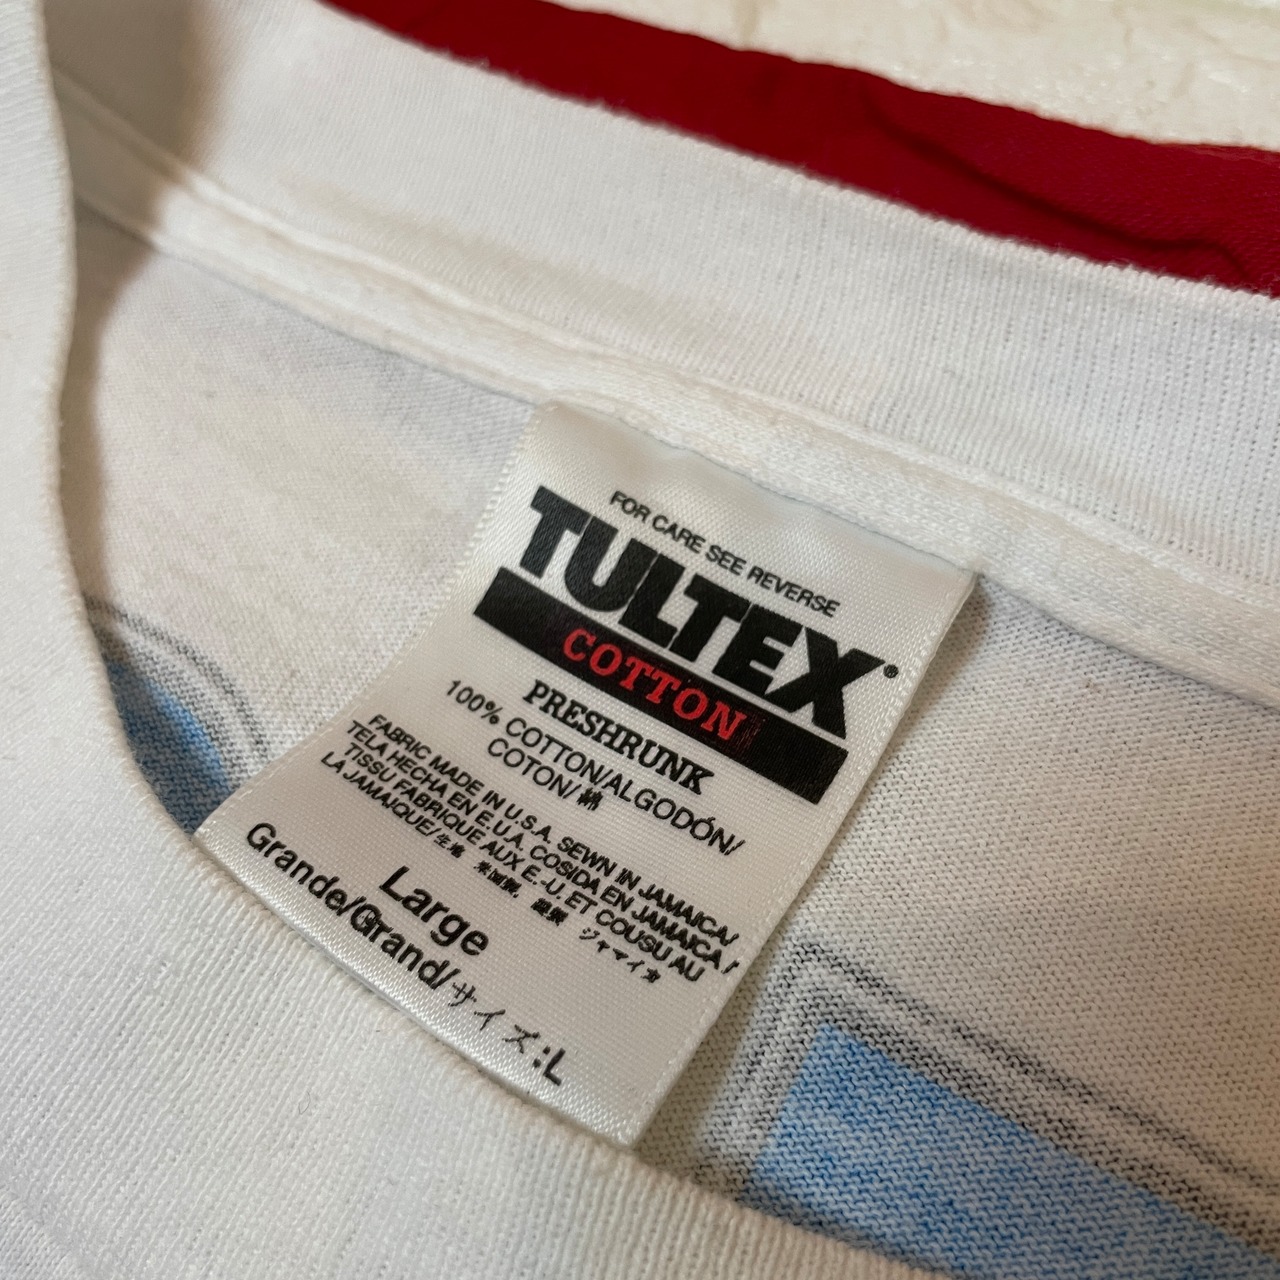 FOR CARE SEE REVERSE
TULTEX®
COTTON
PRESHRUNK
100% COTTON/ALGODÓN/
COTON/綿
FABRIC MADE IN U.S.A. SEWN IN JAMAICA/
TELA HECHA EN E.U.A. COSIDA EN JAMAICA/
TISSU FABRIQUE AUX E.-U. ET COUSU AU
LA JAMAIQUE/生地 米国製, 縫製 ジャマイカ
Large
Grande/Grand/サイズ:L